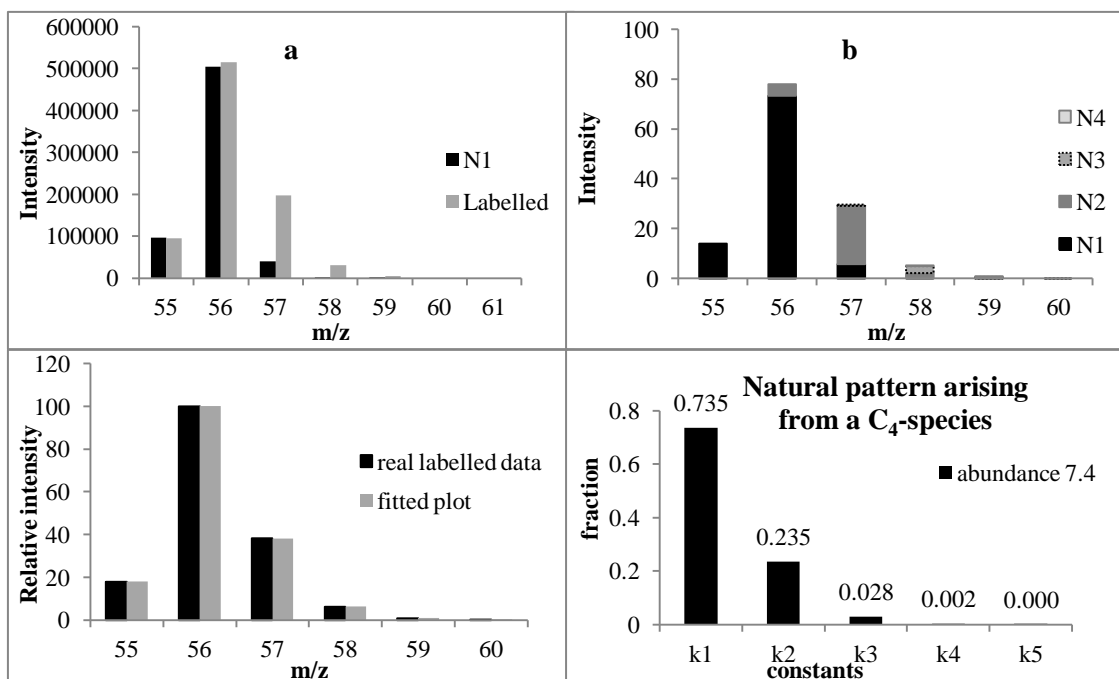 a
600000
500000
400000
300000
200000
100000
0
Intensity
N1
Labelled
55 56 57 58 59 60 61
m/z
b
100
80
60
40
20
0
Intensity
N4
N3
N2
N1
55 56 57 58 59 60
m/z
120
100
80
60
40
20
0
Relative intensity
real labelled data
fitted plot
55 56 57 58 59 60
m/z
Natural pattern arising
from a C4-species
0.8
0.6
0.4
0.2
0
fraction
0.735
0.235
0.028
0.002
0.000
abundance 7.4
k1 k2 k3 k4 k5
constants